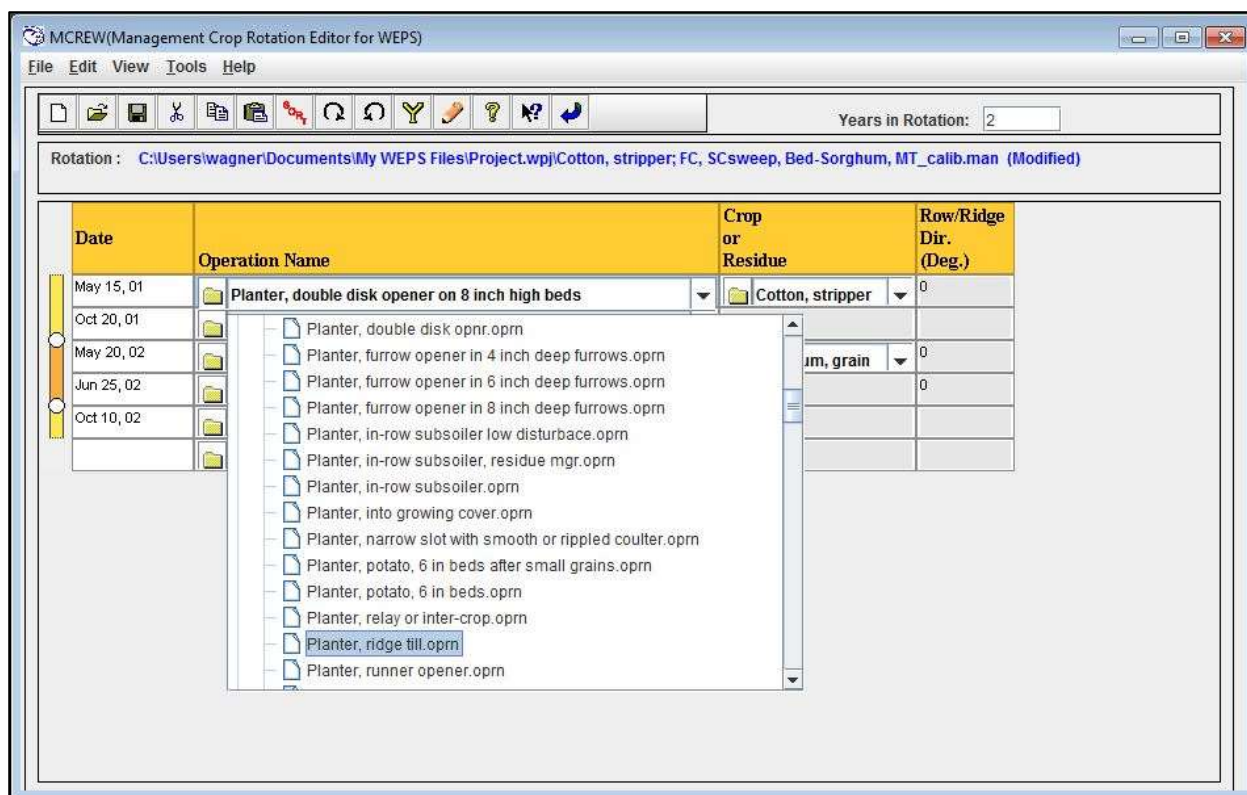 MCREW(Management Crop Rotation Editor for WEPS)
File Edit View Tools Help
SORT
Years in Rotation: 2
Rotation : C:\Users\wagner\Documents\My WEPS Files\Project.wpj\Cotton, stripper; FC, SCsweep, Bed-Sorghum, MT_calib.man (Modified)
Date
Operation Name
Crop
or
Residue
Row/Ridge
Dir.
(Deg.)
May 15, 01 Planter, double disk opener on 8 inch high beds Cotton, stripper 0
Oct 20, 01
May 20, 02 um, grain 0
Jun 25, 02 0
Oct 10, 02
Planter, double disk opnr.oprn
Planter, furrow opener in 4 inch deep furrows.oprn
Planter, furrow opener in 6 inch deep furrows.oprn
Planter, furrow opener in 8 inch deep furrows.oprn
Planter, in-row subsoiler low disturbace.oprn
Planter, in-row subsoiler, residue mgr.oprn
Planter, in-row subsoiler.oprn
Planter, into growing cover.oprn
Planter, narrow slot with smooth or rippled coulter.oprn
Planter, potato, 6 in beds after small grains.oprn
Planter, potato, 6 in beds.oprn
Planter, relay or inter-crop.oprn
Planter, ridge till.oprn
Planter, runner opener.oprn